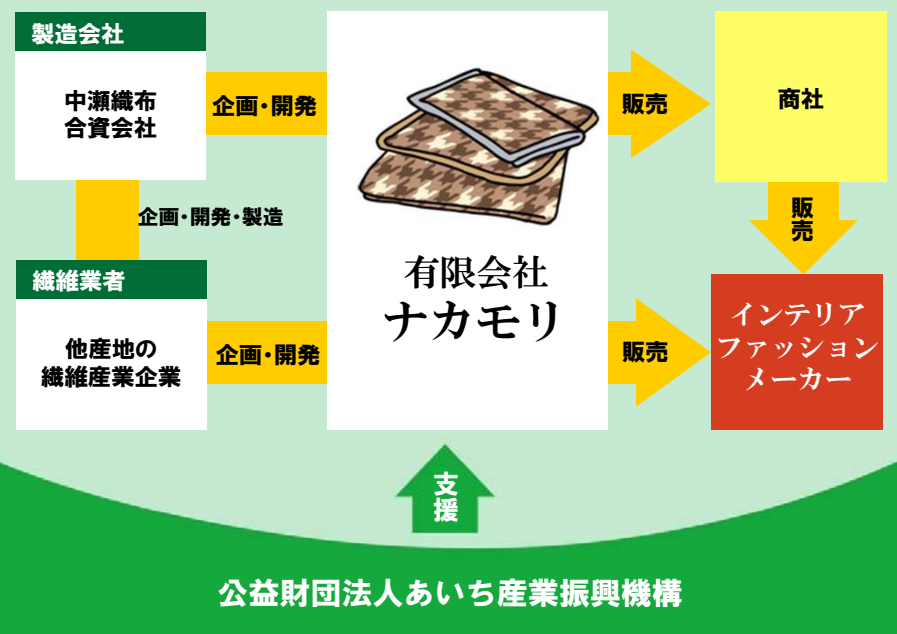 製造会社
中瀬織布
合資会社
企画・開発
企画・開発・製造
繊維業者
他産地の
繊維産業企業
企画・開発
有限会社
ナカモリ
販売
商社
販売
販売
インテリア
ファッション
メーカー
支援
公益財団法人あいち産業振興機構